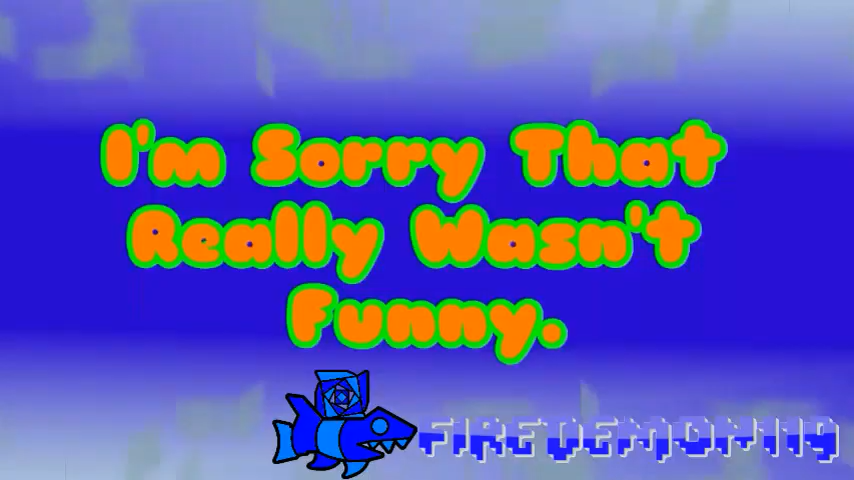 I'm Sorry That
Really Wasn't
Funny.
FIREDEMON119